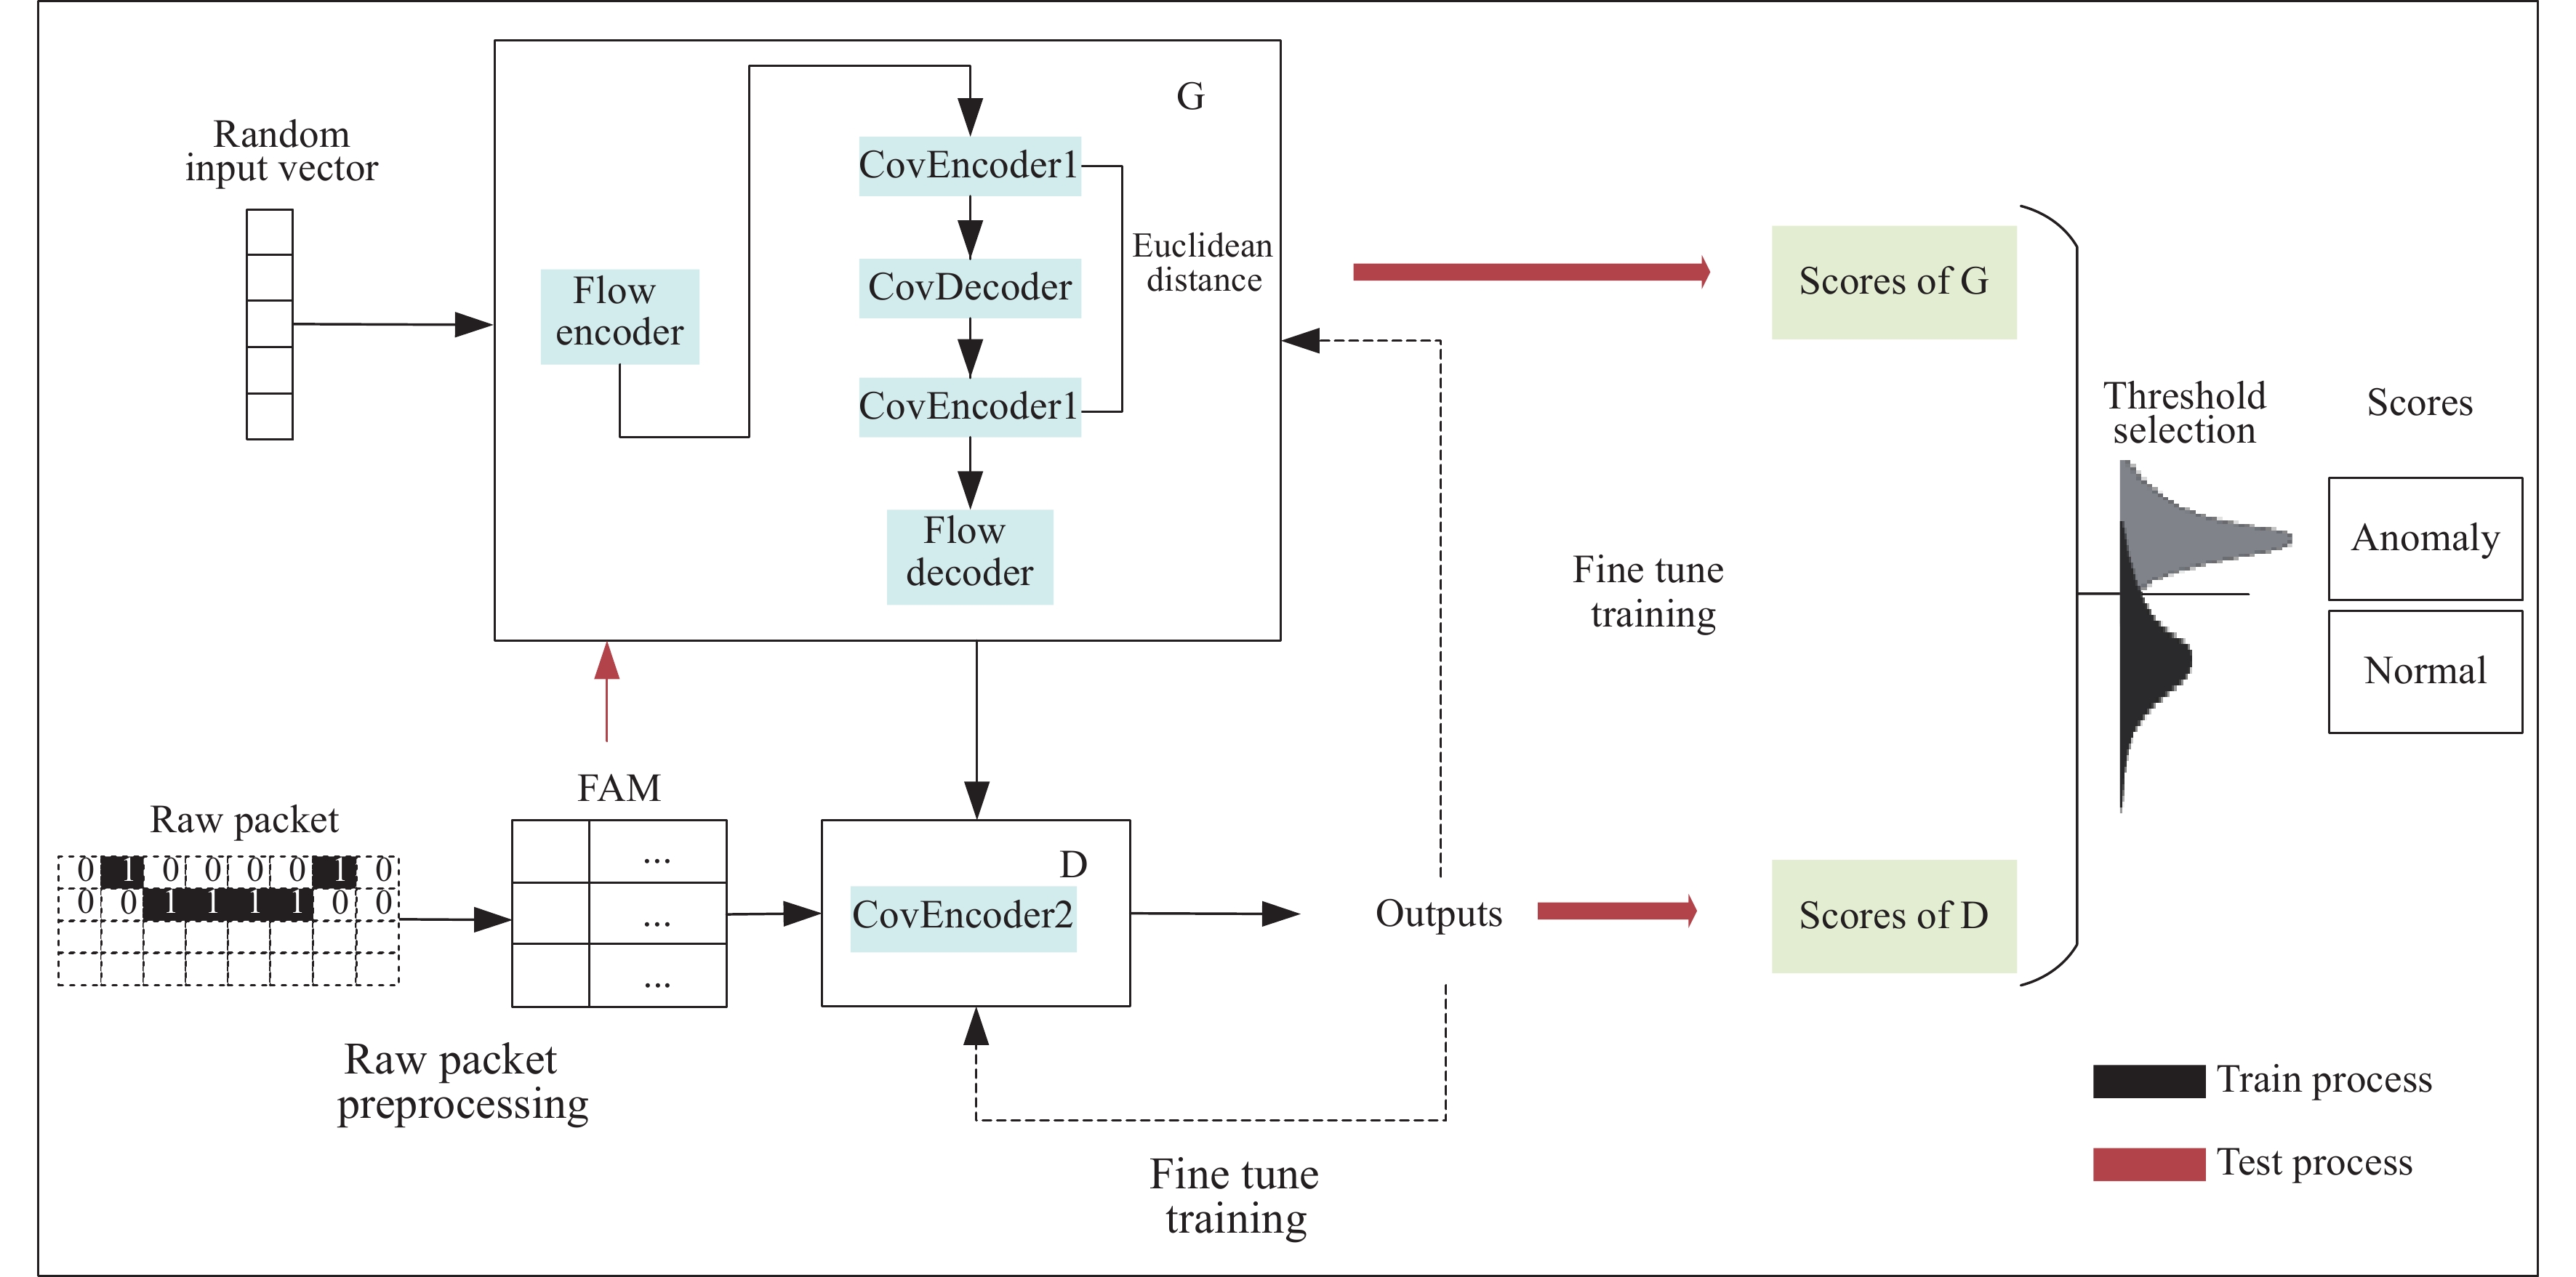 G
Random
input vector
CovEncoder1
Euclidean
distance
Flow
encoder
CovDecoder
CovEncoder1
Flow
decoder
Scores of G
Threshold
selection
Scores
Anomaly
Normal
Fine tune
training
FAM
Raw packet
0 1 0 0 0 0 1 0
0 0 1 1 1 1 0 0
...
...
...
D
CovEncoder2
Outputs
Scores of D
Raw packet
preprocessing
Fine tune
training
Train process
Test process